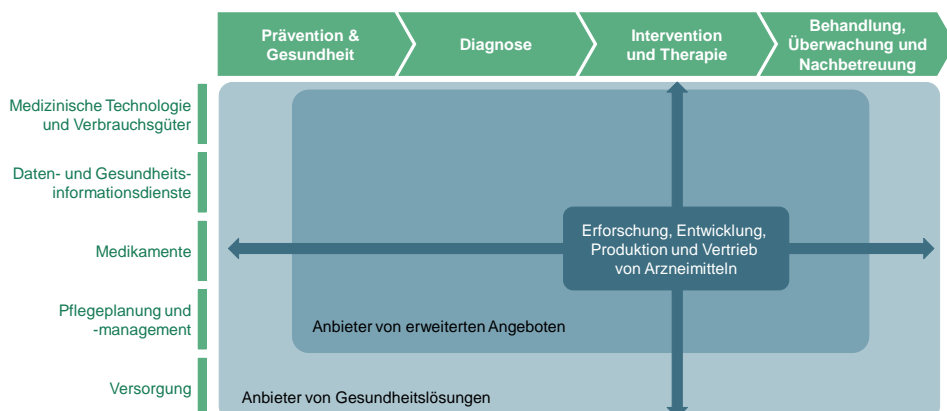 Prävention &
Gesundheit
Diagnose
Intervention
und Therapie
Behandlung,
Überwachung und
Nachbetreuung
Medizinische Technologie
und Verbrauchsgüter
Daten- und Gesundheits-
informationsdienste
Medikamente
Pflegeplanung und
-management
Versorgung
Erforschung, Entwicklung,
Produktion und Vertrieb
von Arzneimitteln
Anbieter von erweiterten Angeboten
Anbieter von Gesundheitslösungen